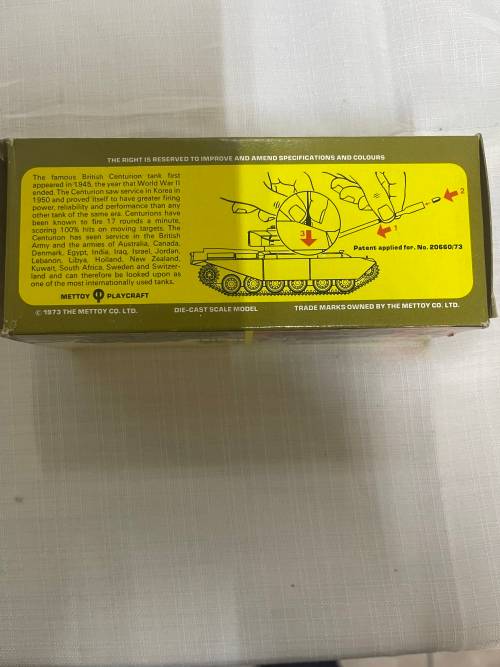 THE RIGHT IS RESERVED TO IMPROVE AND AMEND SPECIFICATIONS AND COLOURS
The famous British Centurion tank first
appeared in 1945, the year that World War II
ended. The Centurion saw service in Korea in
1950 and proved itself to have greater firing
power, reliability and performance than any
other tank of the same era. Centurions have
been known to fire 17 rounds a minute,
scoring 100% hits on moving targets. The
Centurion has seen service in the British
Army and the armies of Australia, Canada,
Denmark, Egypt, India, Iraq, Israel, Jordan,
Lebanon, Libya, Holland, New Zealand,
Kuwait, South Africa, Sweden and Switzer-
land and can therefore be looked upon as
one of the most internationally used tanks.
METTOY PLAYCRAFT
2
1
3
Patent applied for. No. 20660/73
© 1973 THE METTOY CO. LTD. DIE-CAST SCALE MODEL TRADE MARKS OWNED BY THE METTOY CO. LTD.